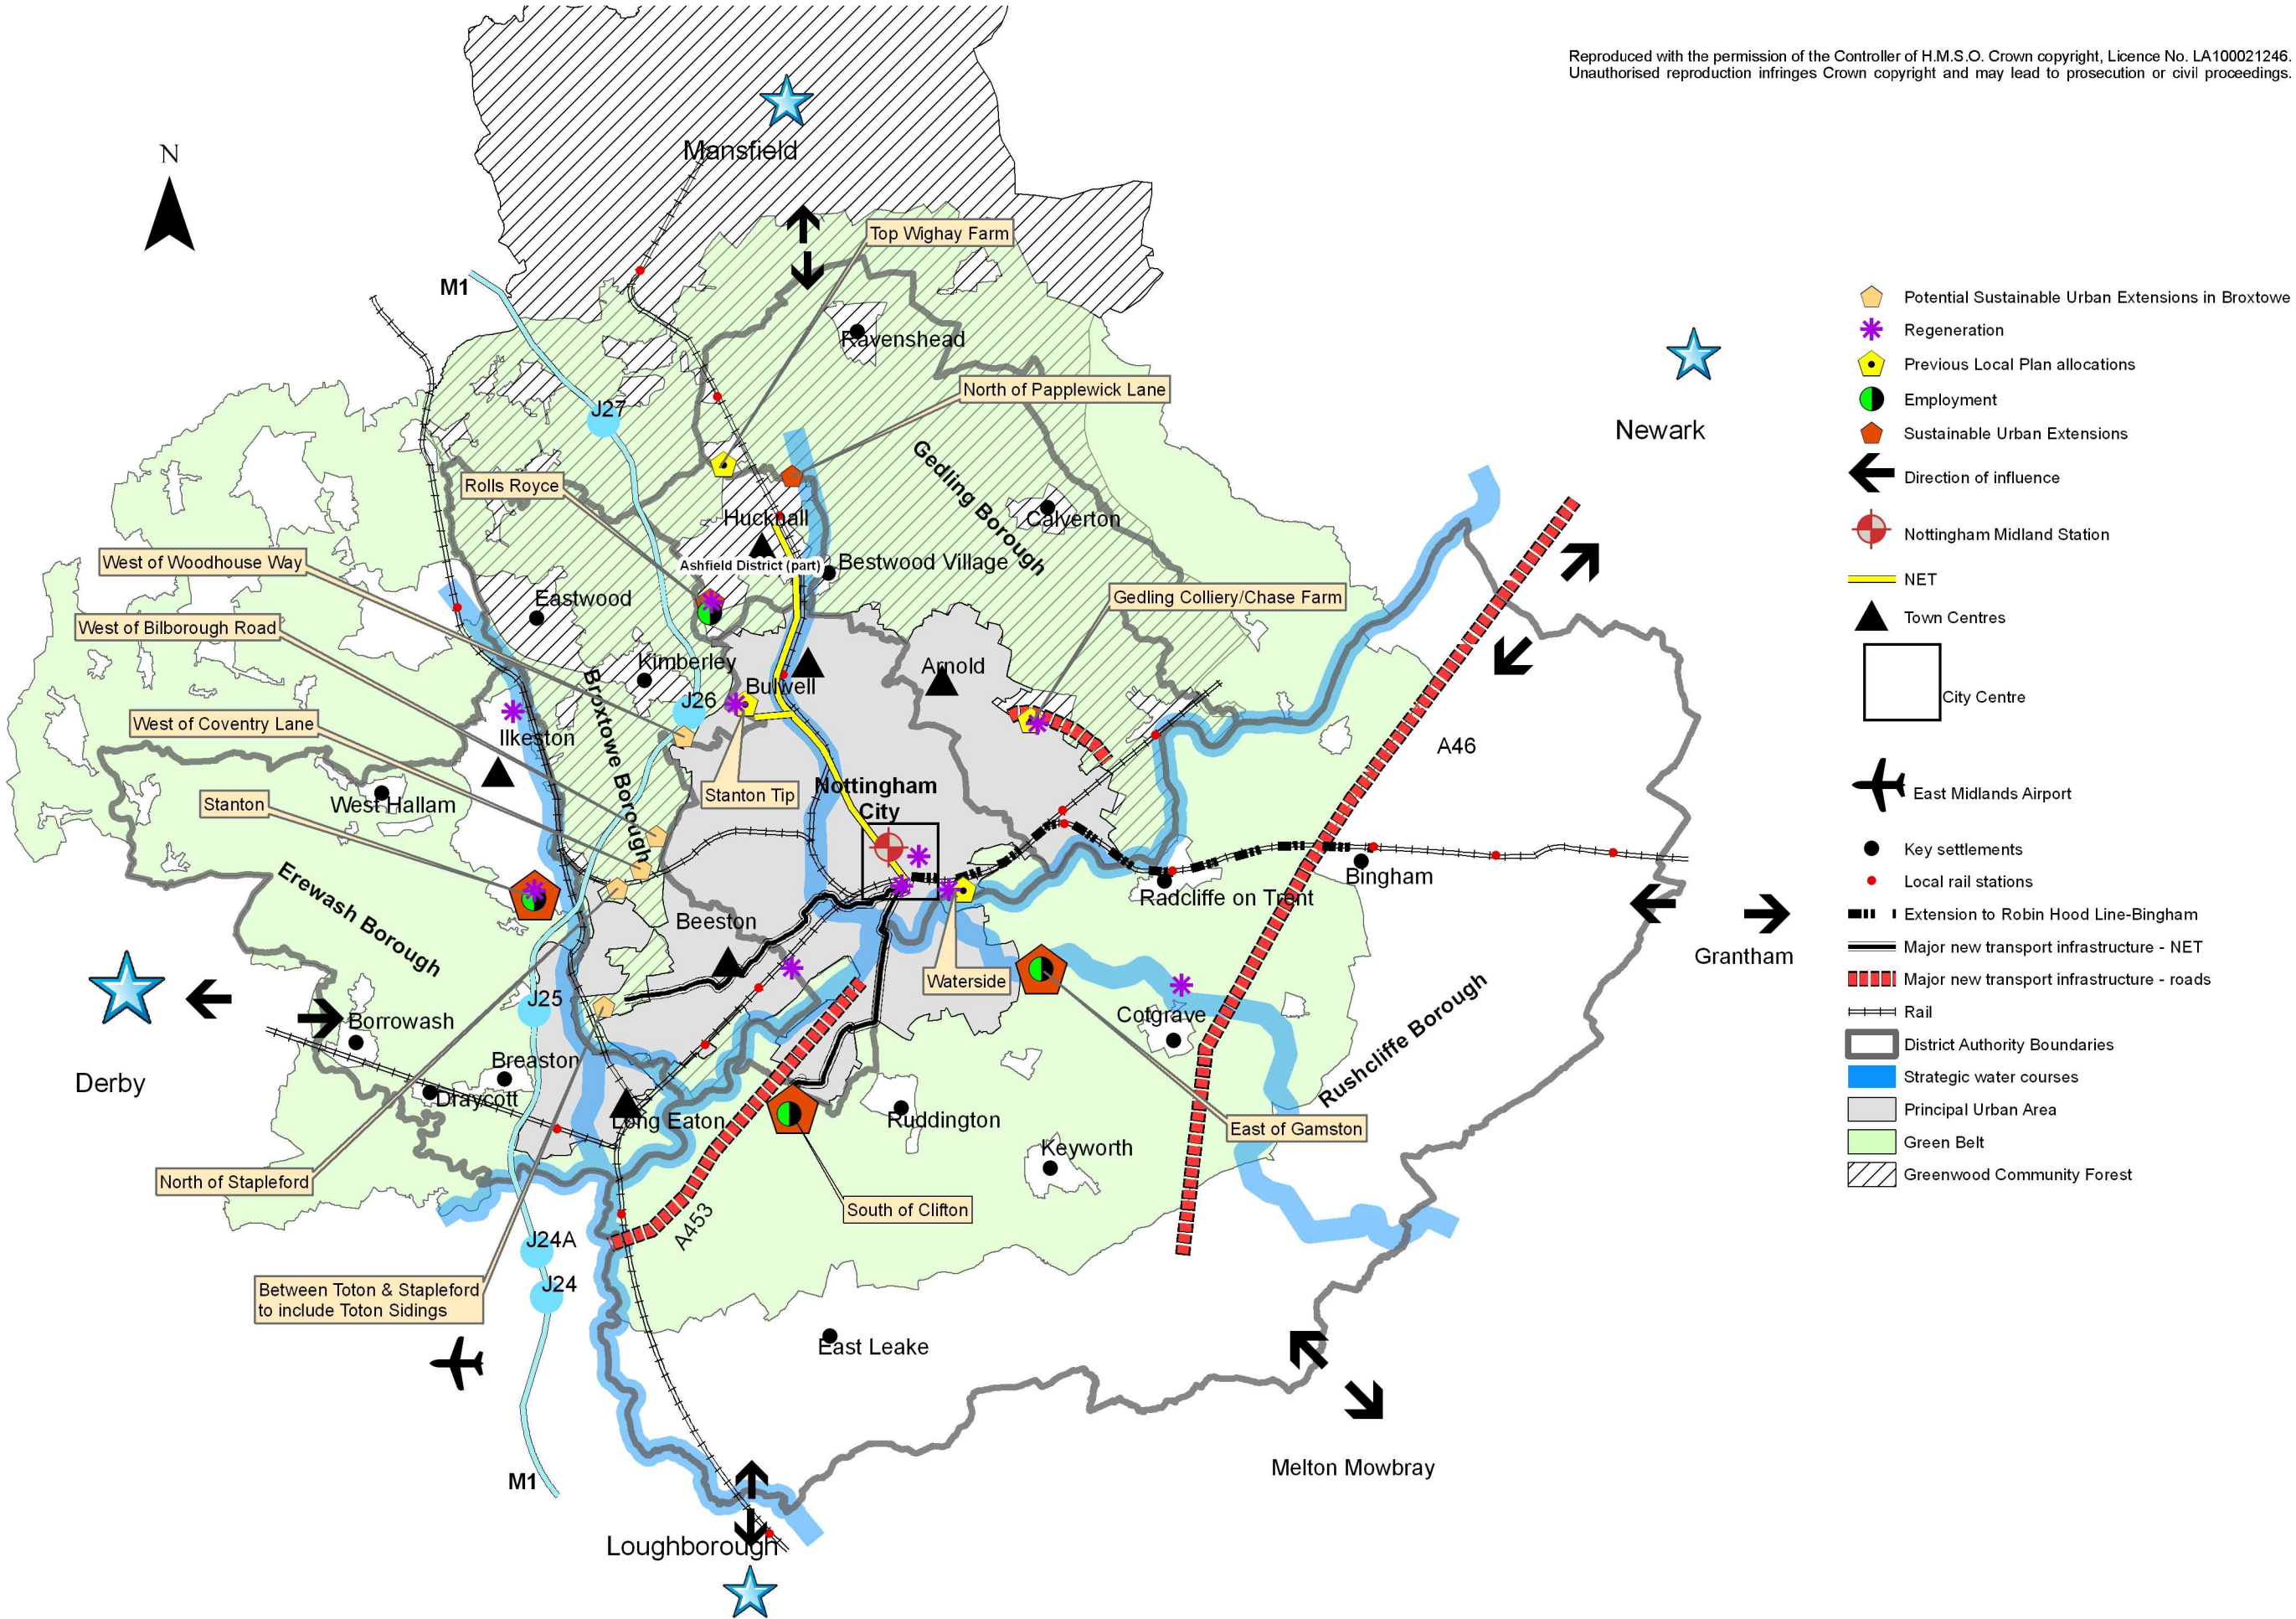 Reproduced with the permission of the Controller of H.M.S.O. Crown copyright, Licence No. LA100021246.
Unauthorised reproduction infringes Crown copyright and may lead to prosecution or civil proceedings.
N
Mansfield
Top Wighay Farm
M1
Ravenshead
North of Papplewick Lane
J27
Newark
Gedling Borough
Rolls Royce
Hucknall
Calverton
Ashfield District (part)
Bestwood Village
West of Woodhouse Way
Eastwood
Gedling Colliery/Chase Farm
West of Bilborough Road
Kimberley
Arnold
Bulwell
J26
Broxtowe Borough
West of Coventry Lane
Ilkeston
A46
Stanton Tip
Nottingham
City
Stanton
West Hallam
Bingham
Radcliffe on Trent
Erewash Borough
Beeston
Grantham
Waterside
J25
Borrowash
Cotgrave
Rushcliffe Borough
Breaston
Derby
Draycott
Long Eaton
Ruddington
East of Gamston
Keyworth
North of Stapleford
South of Clifton
A453
J24A
J24
Between Toton & Stapleford
to include Toton Sidings
East Leake
M1
Melton Mowbray
Loughborough
Potential Sustainable Urban Extensions in Broxtowe
Regeneration
Previous Local Plan allocations
Employment
Sustainable Urban Extensions
Direction of influence
Nottingham Midland Station
NET
Town Centres
City Centre
East Midlands Airport
Key settlements
Local rail stations
Extension to Robin Hood Line-Bingham
Major new transport infrastructure - NET
Major new transport infrastructure - roads
Rail
District Authority Boundaries
Strategic water courses
Principal Urban Area
Green Belt
Greenwood Community Forest